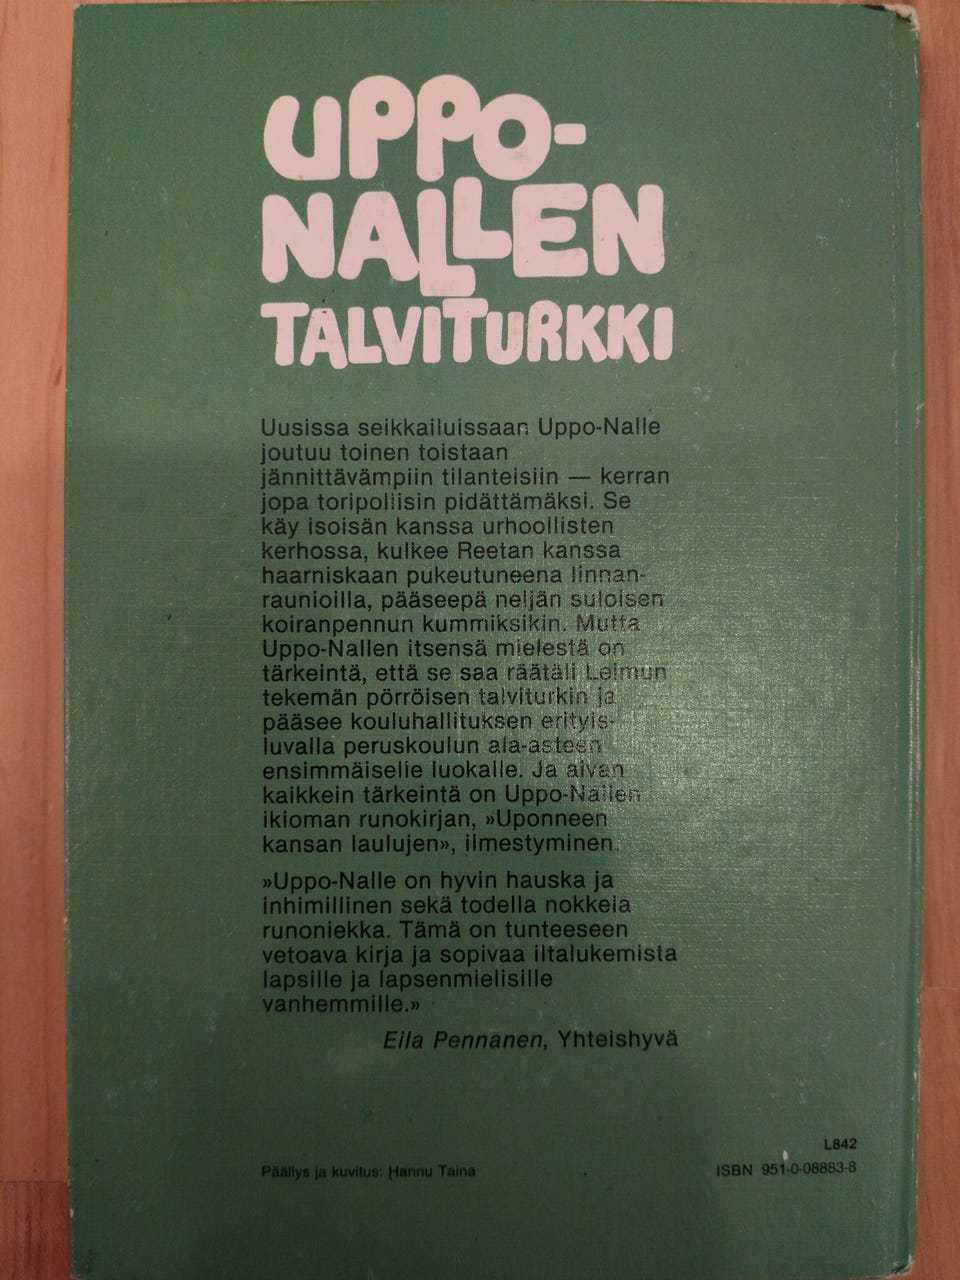 UPPO-
NALLEN
TALVITURKKI
Uusissa seikkailuissaan Uppo-Nalle
joutuu toinen toistaan
jännittävämpiin tilanteisiin — kerran
jopa toripoliisin pidättämäksi. Se
käy isoisän kanssa urhoollisten
kerhossa, kulkee Reetan kanssa
haarniskaan pukeutuneena linnan-
raunioilla, pääseepä neljän suloisen
koiranpennun kummiksikin. Mutta
Uppo-Nallen itsensä mielestä on
tärkeintä, että se saa räätäli Leimun
tekemän pörröisen talviturkin ja
pääsee kouluhallituksen erityis-
luvalla peruskoulun ala-asteen
ensimmäiselle luokalle. Ja aivan
kaikkein tärkeintä on Uppo-Nallen
ikioman runokirjan, »Uponneen
kansan laulujen», ilmestyminen.
»Uppo-Nalle on hyvin hauska ja
inhimillinen sekä todella nokkela
runoniekka. Tämä on tunteeseen
vetoava kirja ja sopivaa iltalukemista
lapsille ja lapsenmielisille
vanhemmille.»
Eila Pennanen, Yhteishyvä
L842
Päällys ja kuvitus: Hannu Taina
ISBN 951-0-08883-8